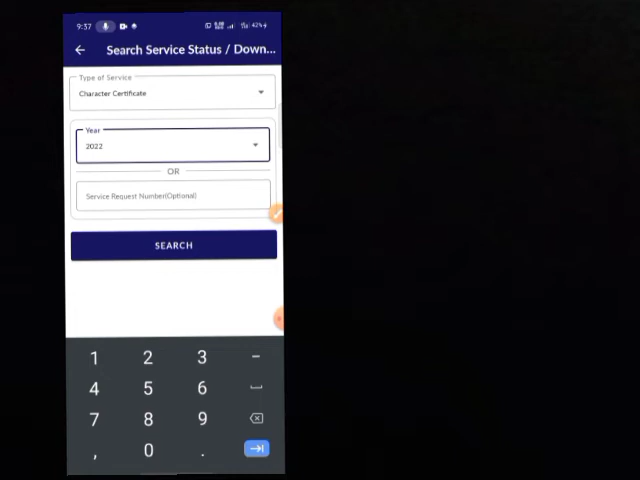 9:37
42%
Search Service Status / Down...
Type of Service
Character Certificate
Year
2022
OR
Service Request Number(Optional)
SEARCH
1 2 3 -
4 5 6
7 8 9
, 0 .